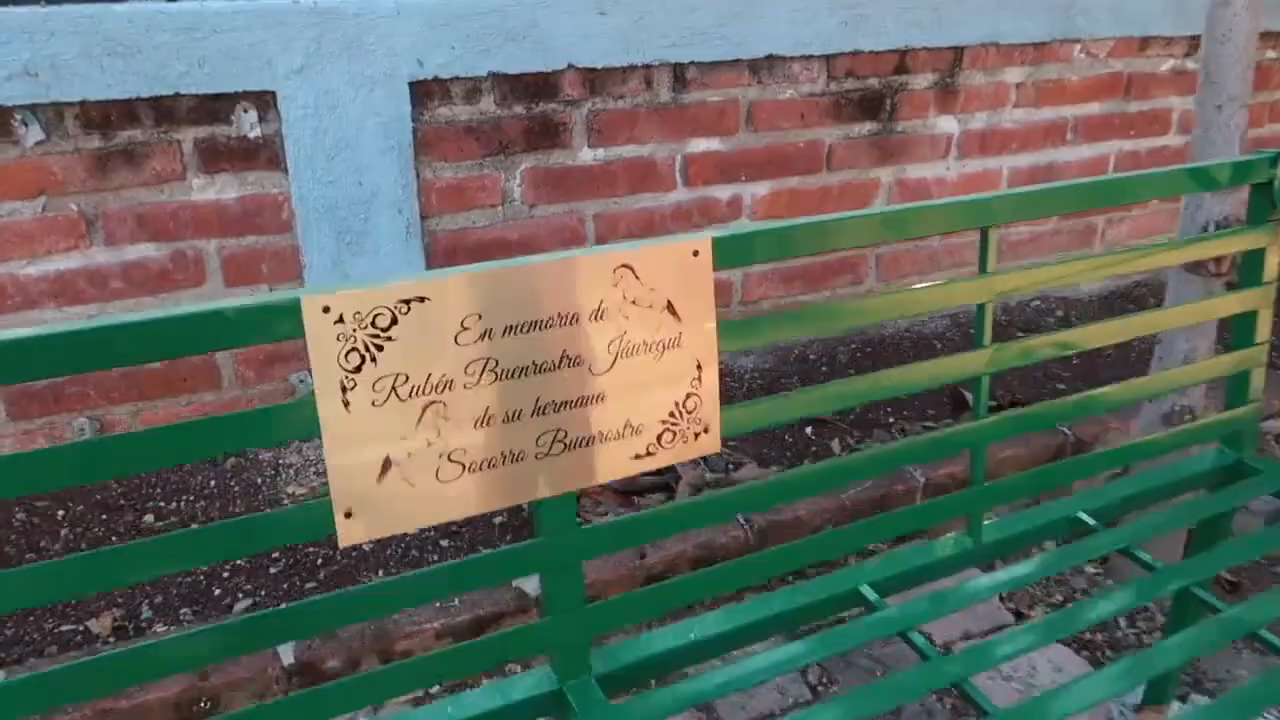 En memoria de
Rubén Buenrostro Jáuregui
de su hermana
Socorro Buenrostro